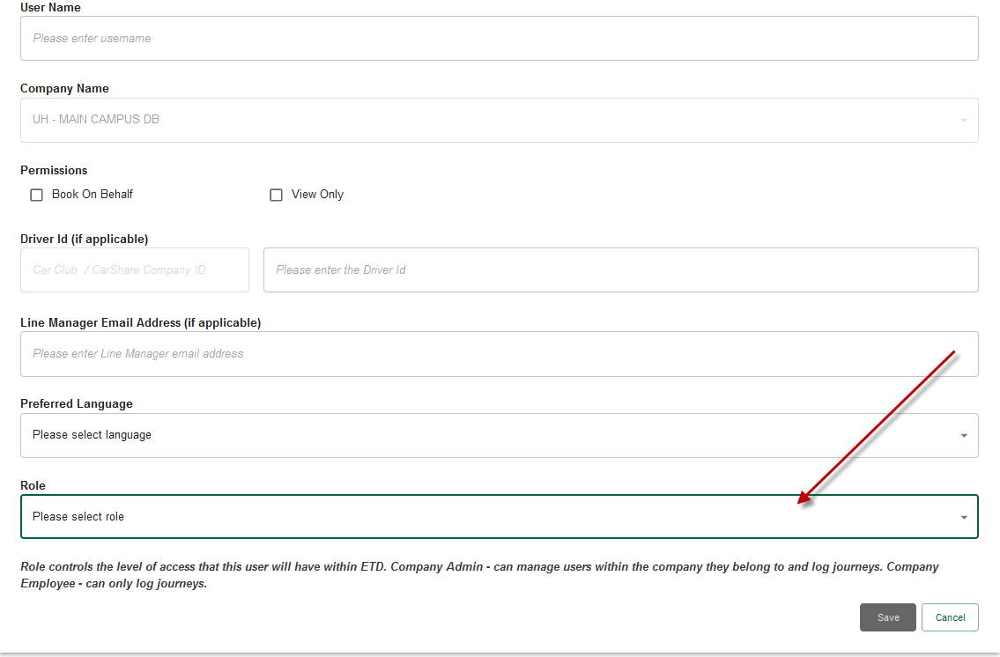 User Name
Please enter username
Company Name
UH - MAIN CAMPUS DB
Permissions
Book On Behalf
View Only
Driver Id (if applicable)
Car Club / CarShare Company ID
Please enter the Driver Id
Line Manager Email Address (if applicable)
Please enter Line Manager email address
Preferred Language
Please select language
Role
Please select role
Role controls the level of access that this user will have within ETD. Company Admin - can manage users within the company they belong to and log journeys. Company
Employee - can only log journeys.
Save
Cancel